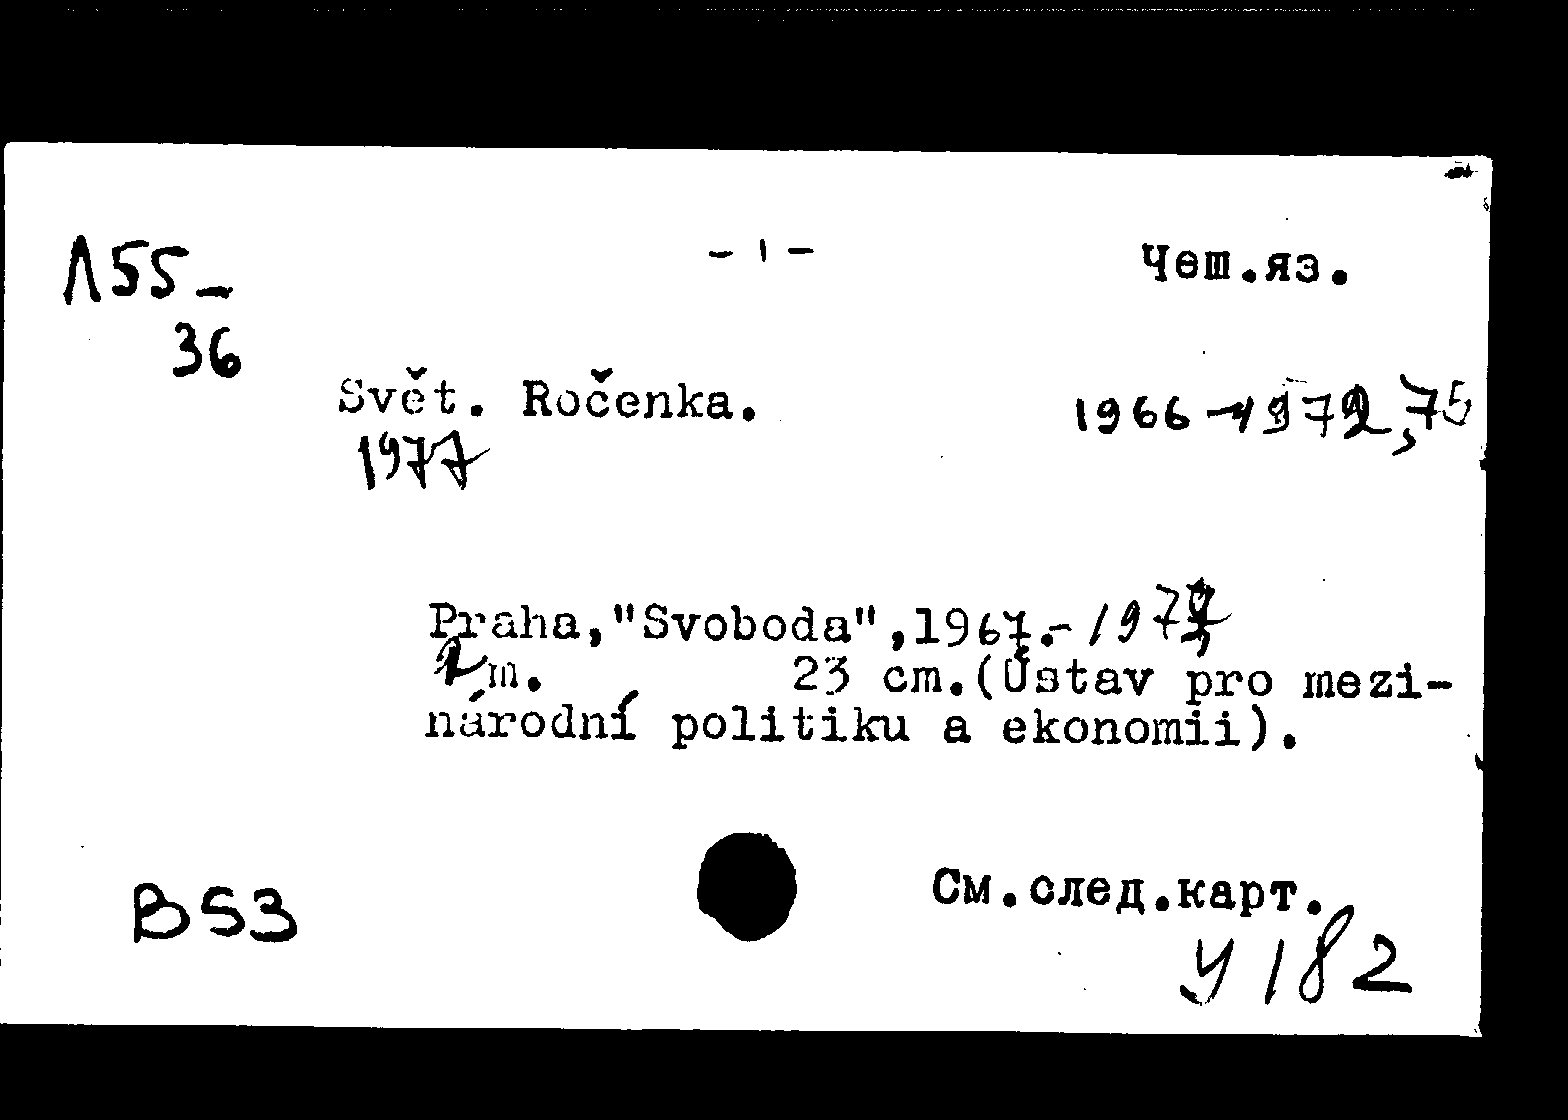 Л55- - 1 - Чеш.яз.
36
Svět. Ročenka. 1966-1972,75
1977
Praha,"Svoboda",1967.-197
m. 23 cm.(Ústav pro mezi-
národní politiku a ekonomii).
В53 См.след.карт.
У182